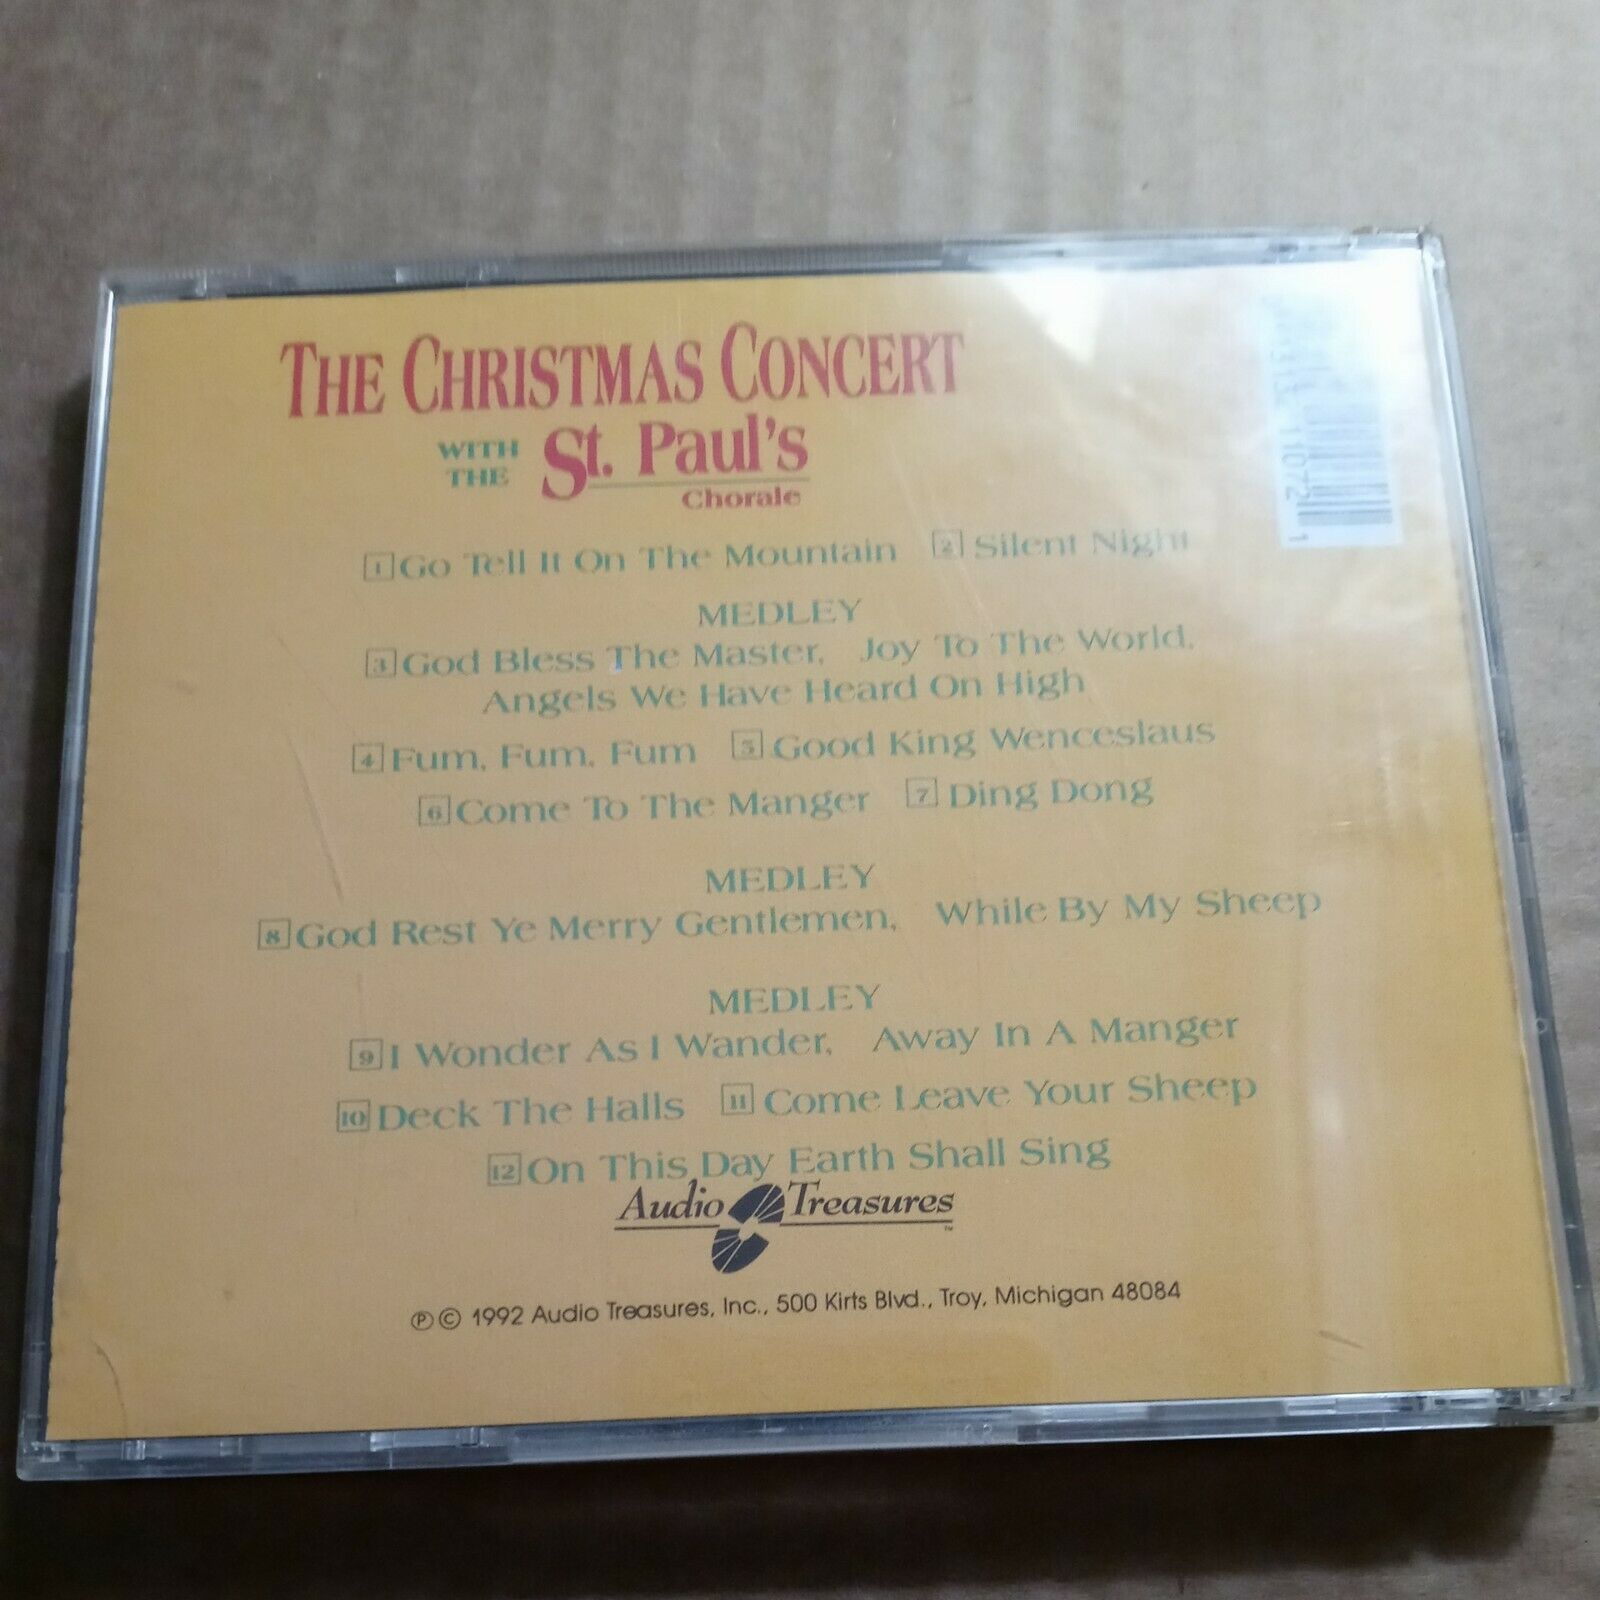 THE CHRISTMAS CONCERT
WITH THE St. Paul's
Chorale
1 Go Tell It On The Mountain 2 Silent Night
MEDLEY
3 God Bless The Master, Joy To The World,
Angels We Have Heard On High
4 Fum, Fum, Fum 5 Good King Wenceslaus
6 Come To The Manger 7 Ding Dong
MEDLEY
8 God Rest Ye Merry Gentlemen, While By My Sheep
MEDLEY
9 I Wonder As I Wander, Away In A Manger
10 Deck The Halls 11 Come Leave Your Sheep
12 On This Day Earth Shall Sing
Audio Treasures™
℗ © 1992 Audio Treasures, Inc., 500 Kirts Blvd., Troy, Michigan 48084
11072 1